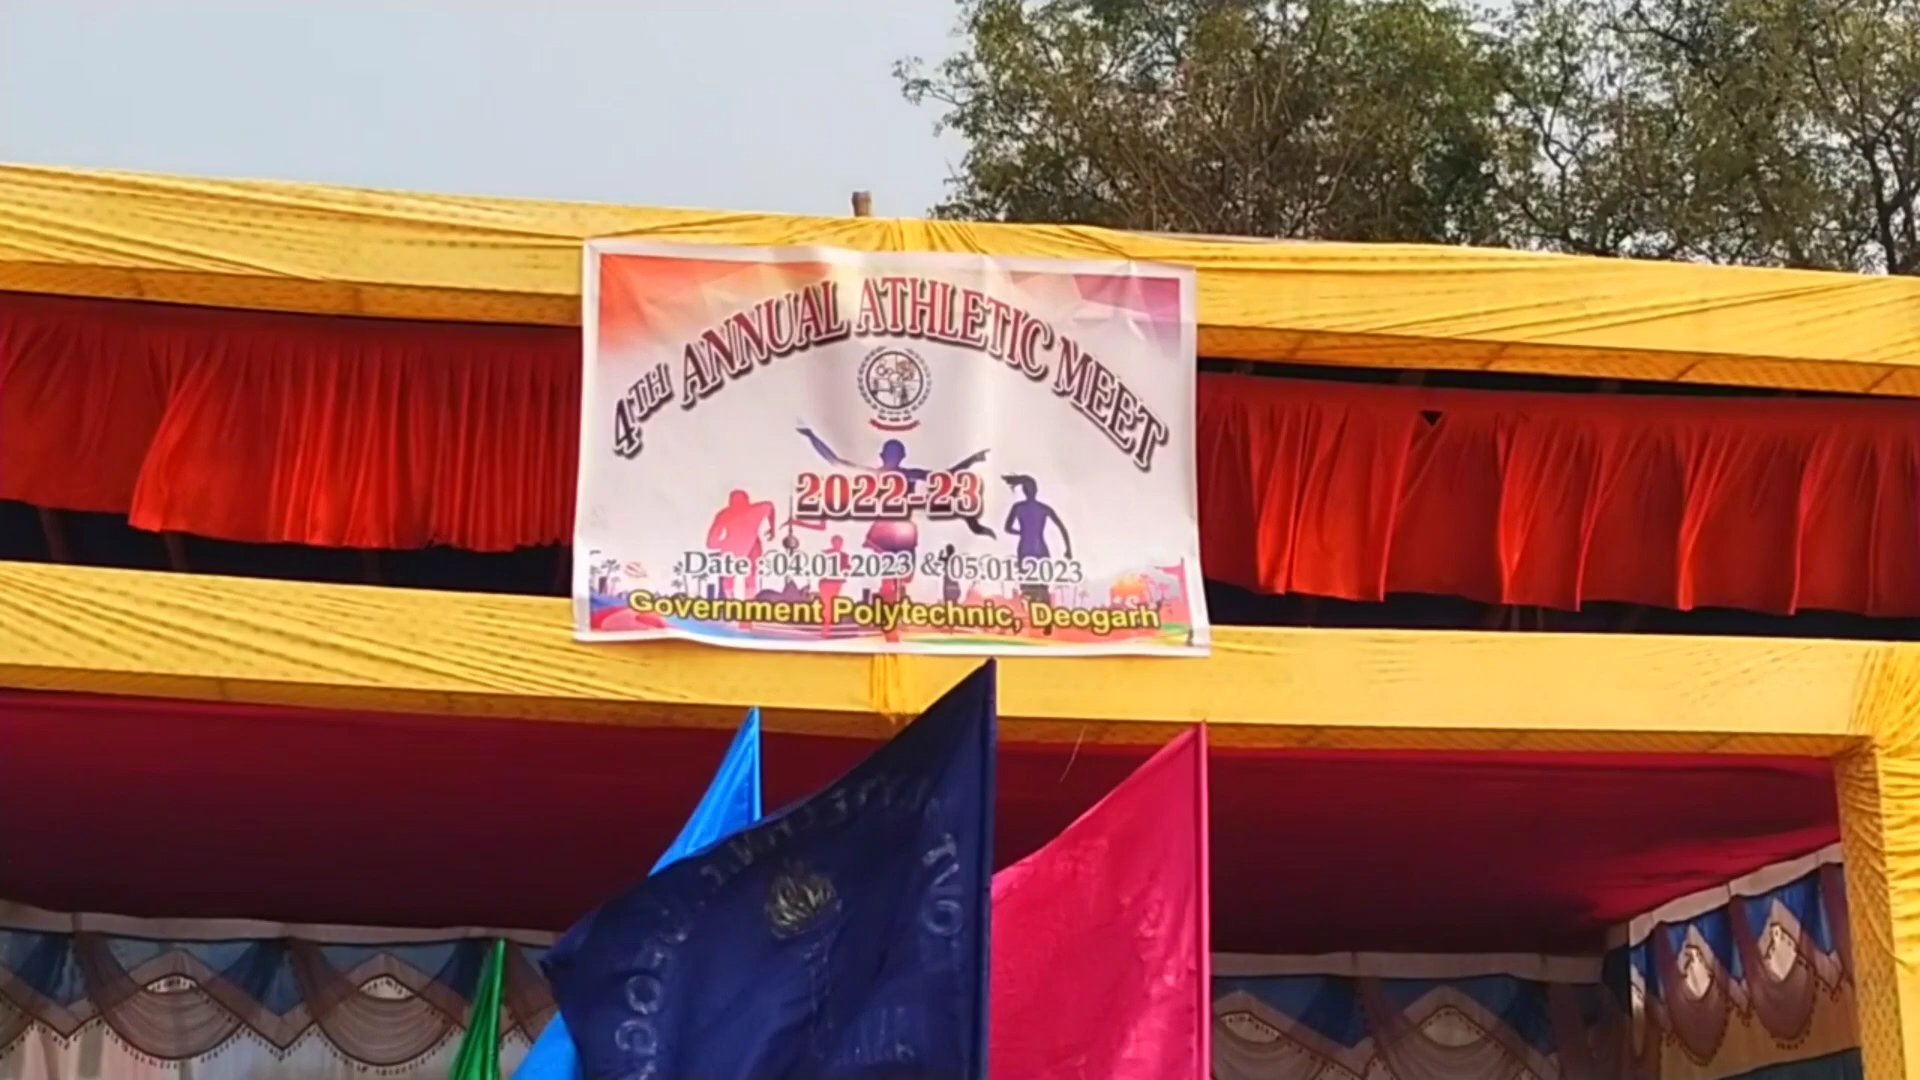 4TH ANNUAL ATHLETIC MEET
2022-23
Date : 04.01.2023 & 05.01.2023
Government Polytechnic, Deogarh